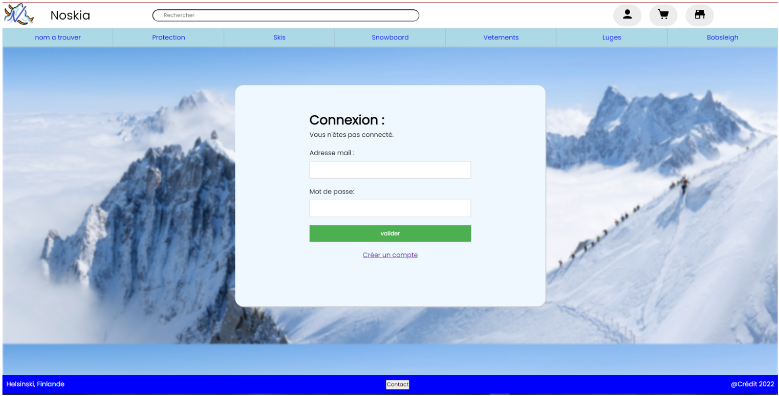 Noskia
Rechercher
nom a trouver
Protection
Skis
Snowboard
Vetements
Luges
Bobsleigh
Connexion :
Vous n'êtes pas connecté.
Adresse mail :
Mot de passe:
valider
Créer un compte
Helsinski, Finlande
Contact
@Crédit 2022